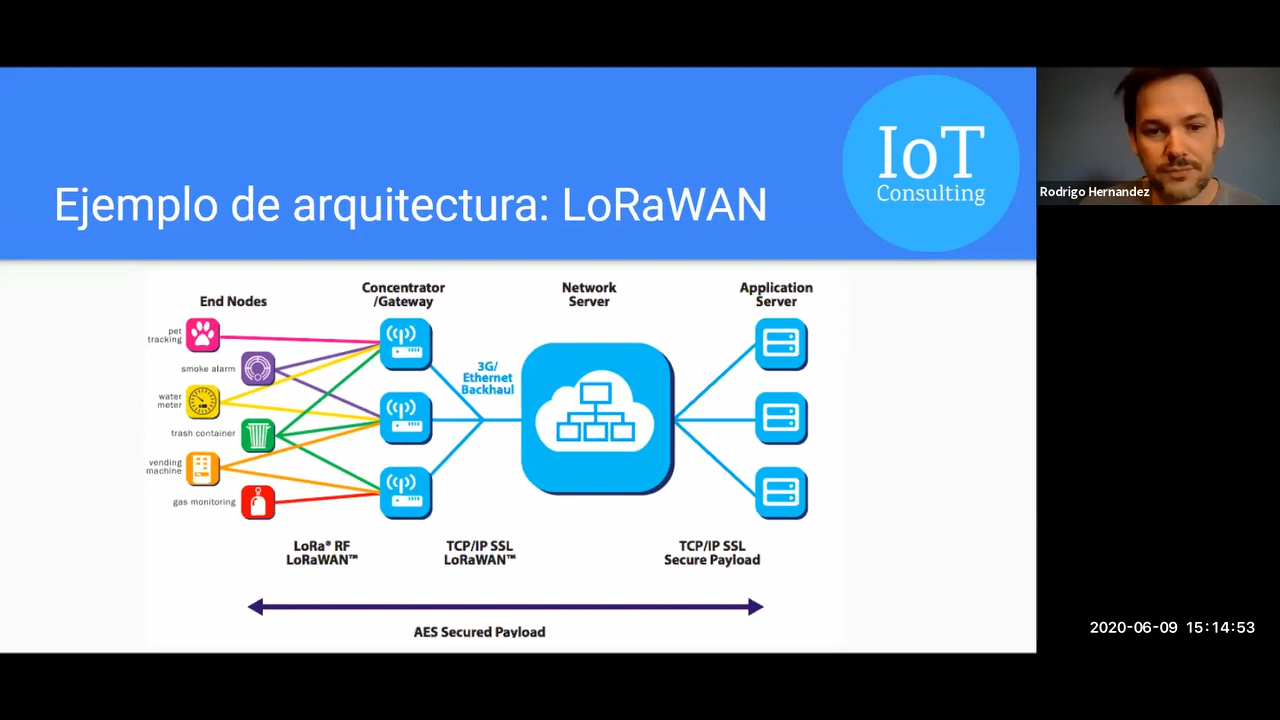 Ejemplo de arquitectura: LoRaWAN
IoT
Consulting
Rodrigo Hernandez
End Nodes
Concentrator
/Gateway
Network
Server
Application
Server
pet
tracking
smoke alarm
water
meter
trash container
vending
machine
gas monitoring
3G/
Ethernet
Backhaul
LoRa® RF
LoRaWAN™
TCP/IP SSL
LoRaWAN™
TCP/IP SSL
Secure Payload
AES Secured Payload
2020-06-09 15:14:53